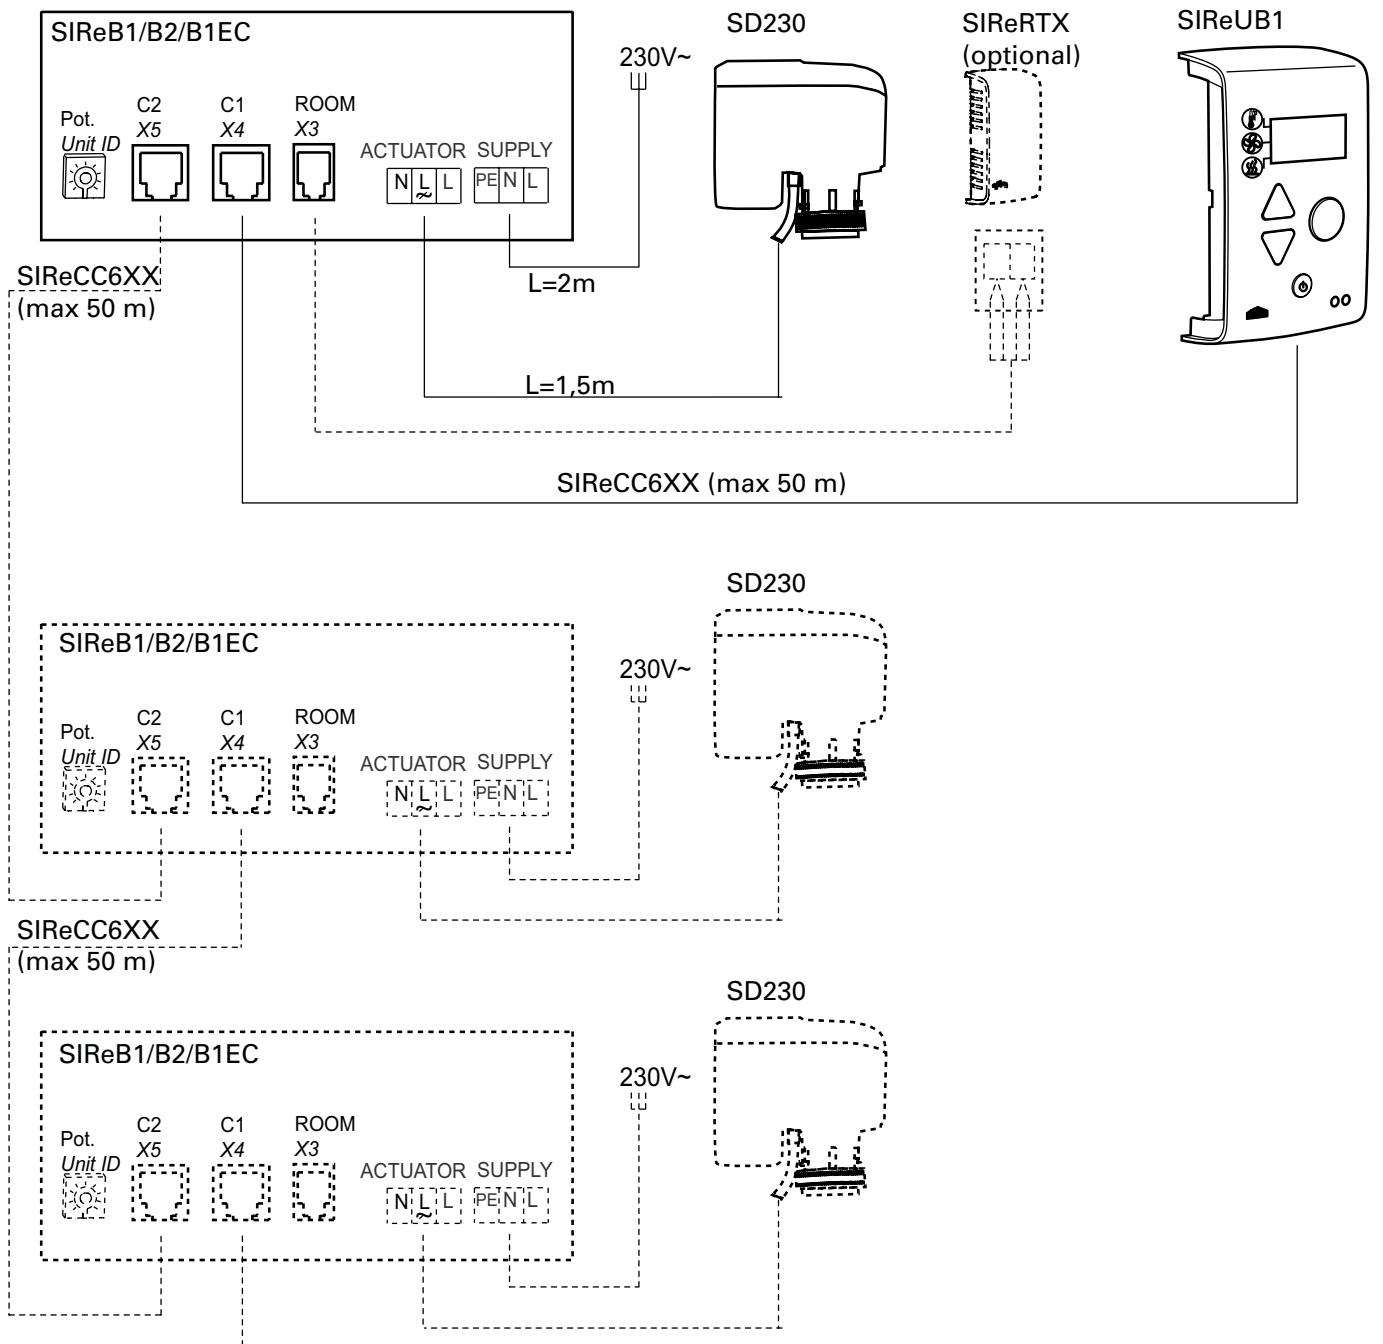 SIReB1/B2/B1EC
SD230
SIReRTX
(optional)
SIReUB1
230V~
Pot.
Unit ID
C2
X5
C1
X4
ROOM
X3
ACTUATOR
SUPPLY
N L~ L
PE N L
SIReCC6XX
(max 50 m)
L=2m
L=1,5m
SIReCC6XX (max 50 m)
SD230
SIReB1/B2/B1EC
230V~
Pot.
Unit ID
C2
X5
C1
X4
ROOM
X3
ACTUATOR
SUPPLY
N L~ L
PE N L
SIReCC6XX
(max 50 m)
SD230
SIReB1/B2/B1EC
230V~
Pot.
Unit ID
C2
X5
C1
X4
ROOM
X3
ACTUATOR
SUPPLY
N L~ L
PE N L